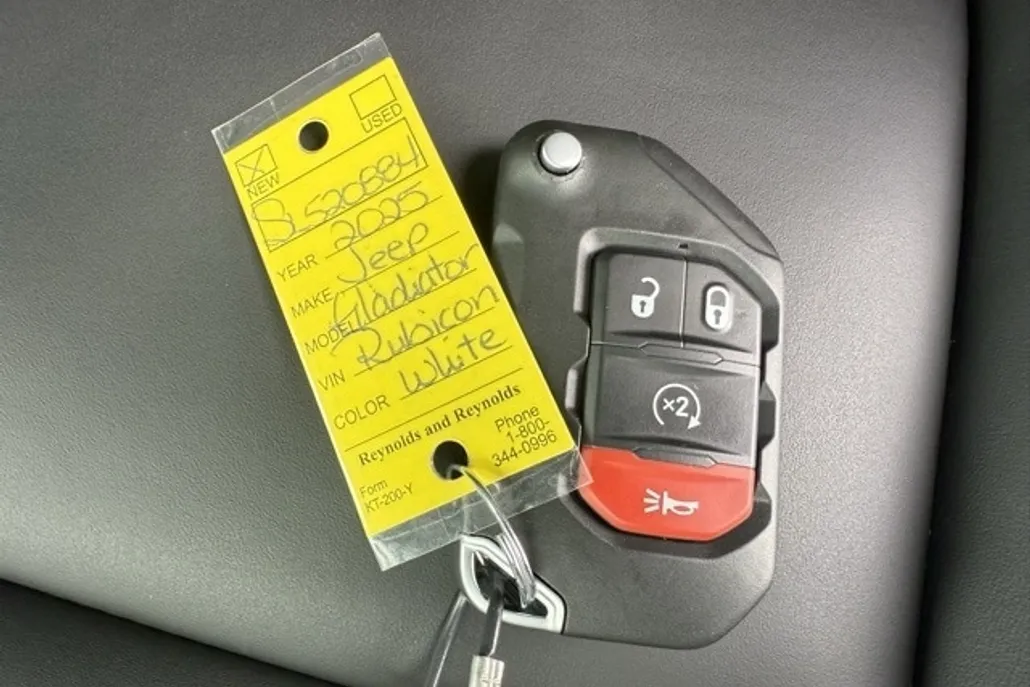 USED
NEW
SL520884
YEAR 2025
MAKE Jeep
MODEL Gladiator
VIN Rubicon
COLOR White
Reynolds and Reynolds
Phone
1-800-
344-0996
Form
KT-200-Y
×2